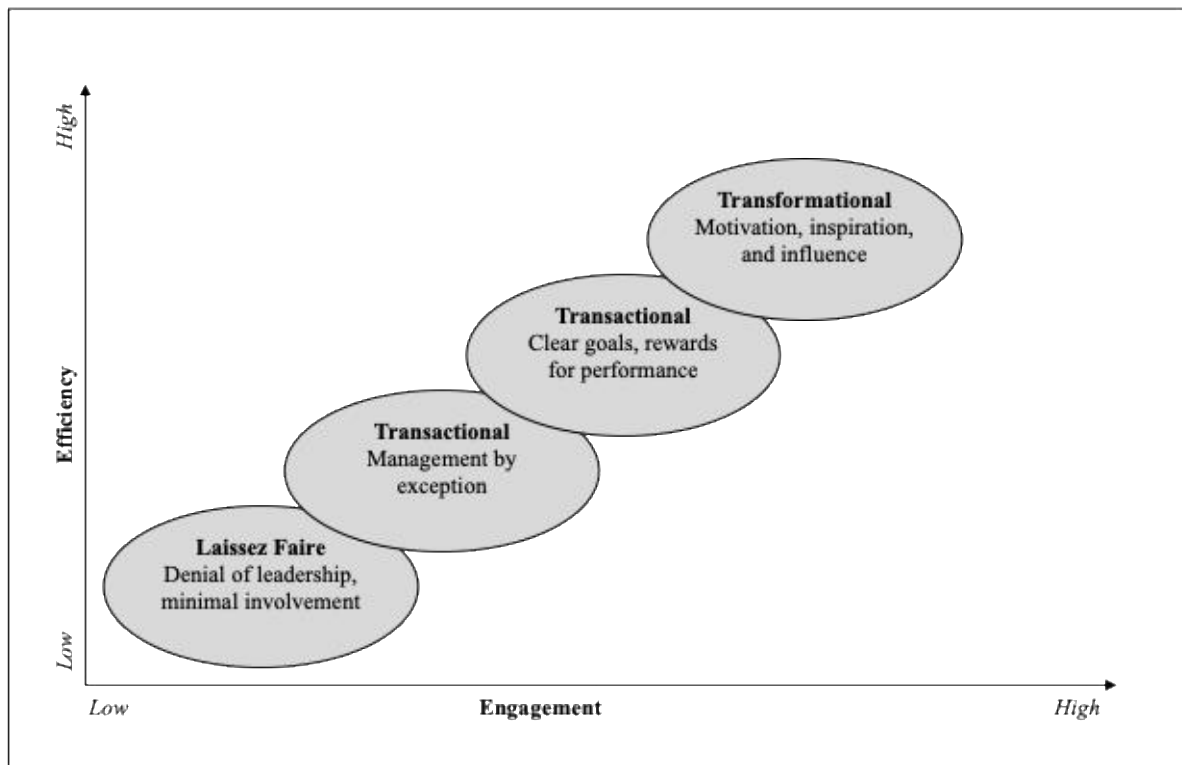 High
Transformational
Motivation, inspiration,
and influence
Transactional
Clear goals, rewards
for performance
Efficiency
Transactional
Management by
exception
Laissez Faire
Denial of leadership,
minimal involvement
Low
Low
Engagement
High